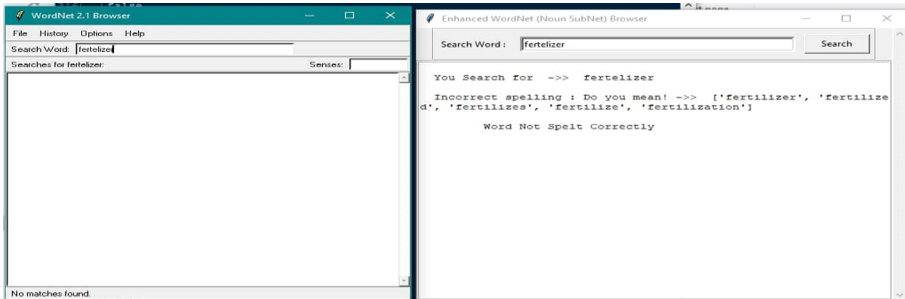 WordNet 2.1 Browser
File History Options Help
Search Word: fertelizer
Searches for fertelizer: Senses:
No matches found.
Enhanced WordNet (Noun SubNet) Browser
Search Word : fertelizer Search
You Search for ->> fertelizer
Incorrect spelling : Do you mean! ->> ['fertilizer', 'fertilize
d', 'fertilizes', 'fertilize', 'fertilization']
Word Not Spelt Correctly